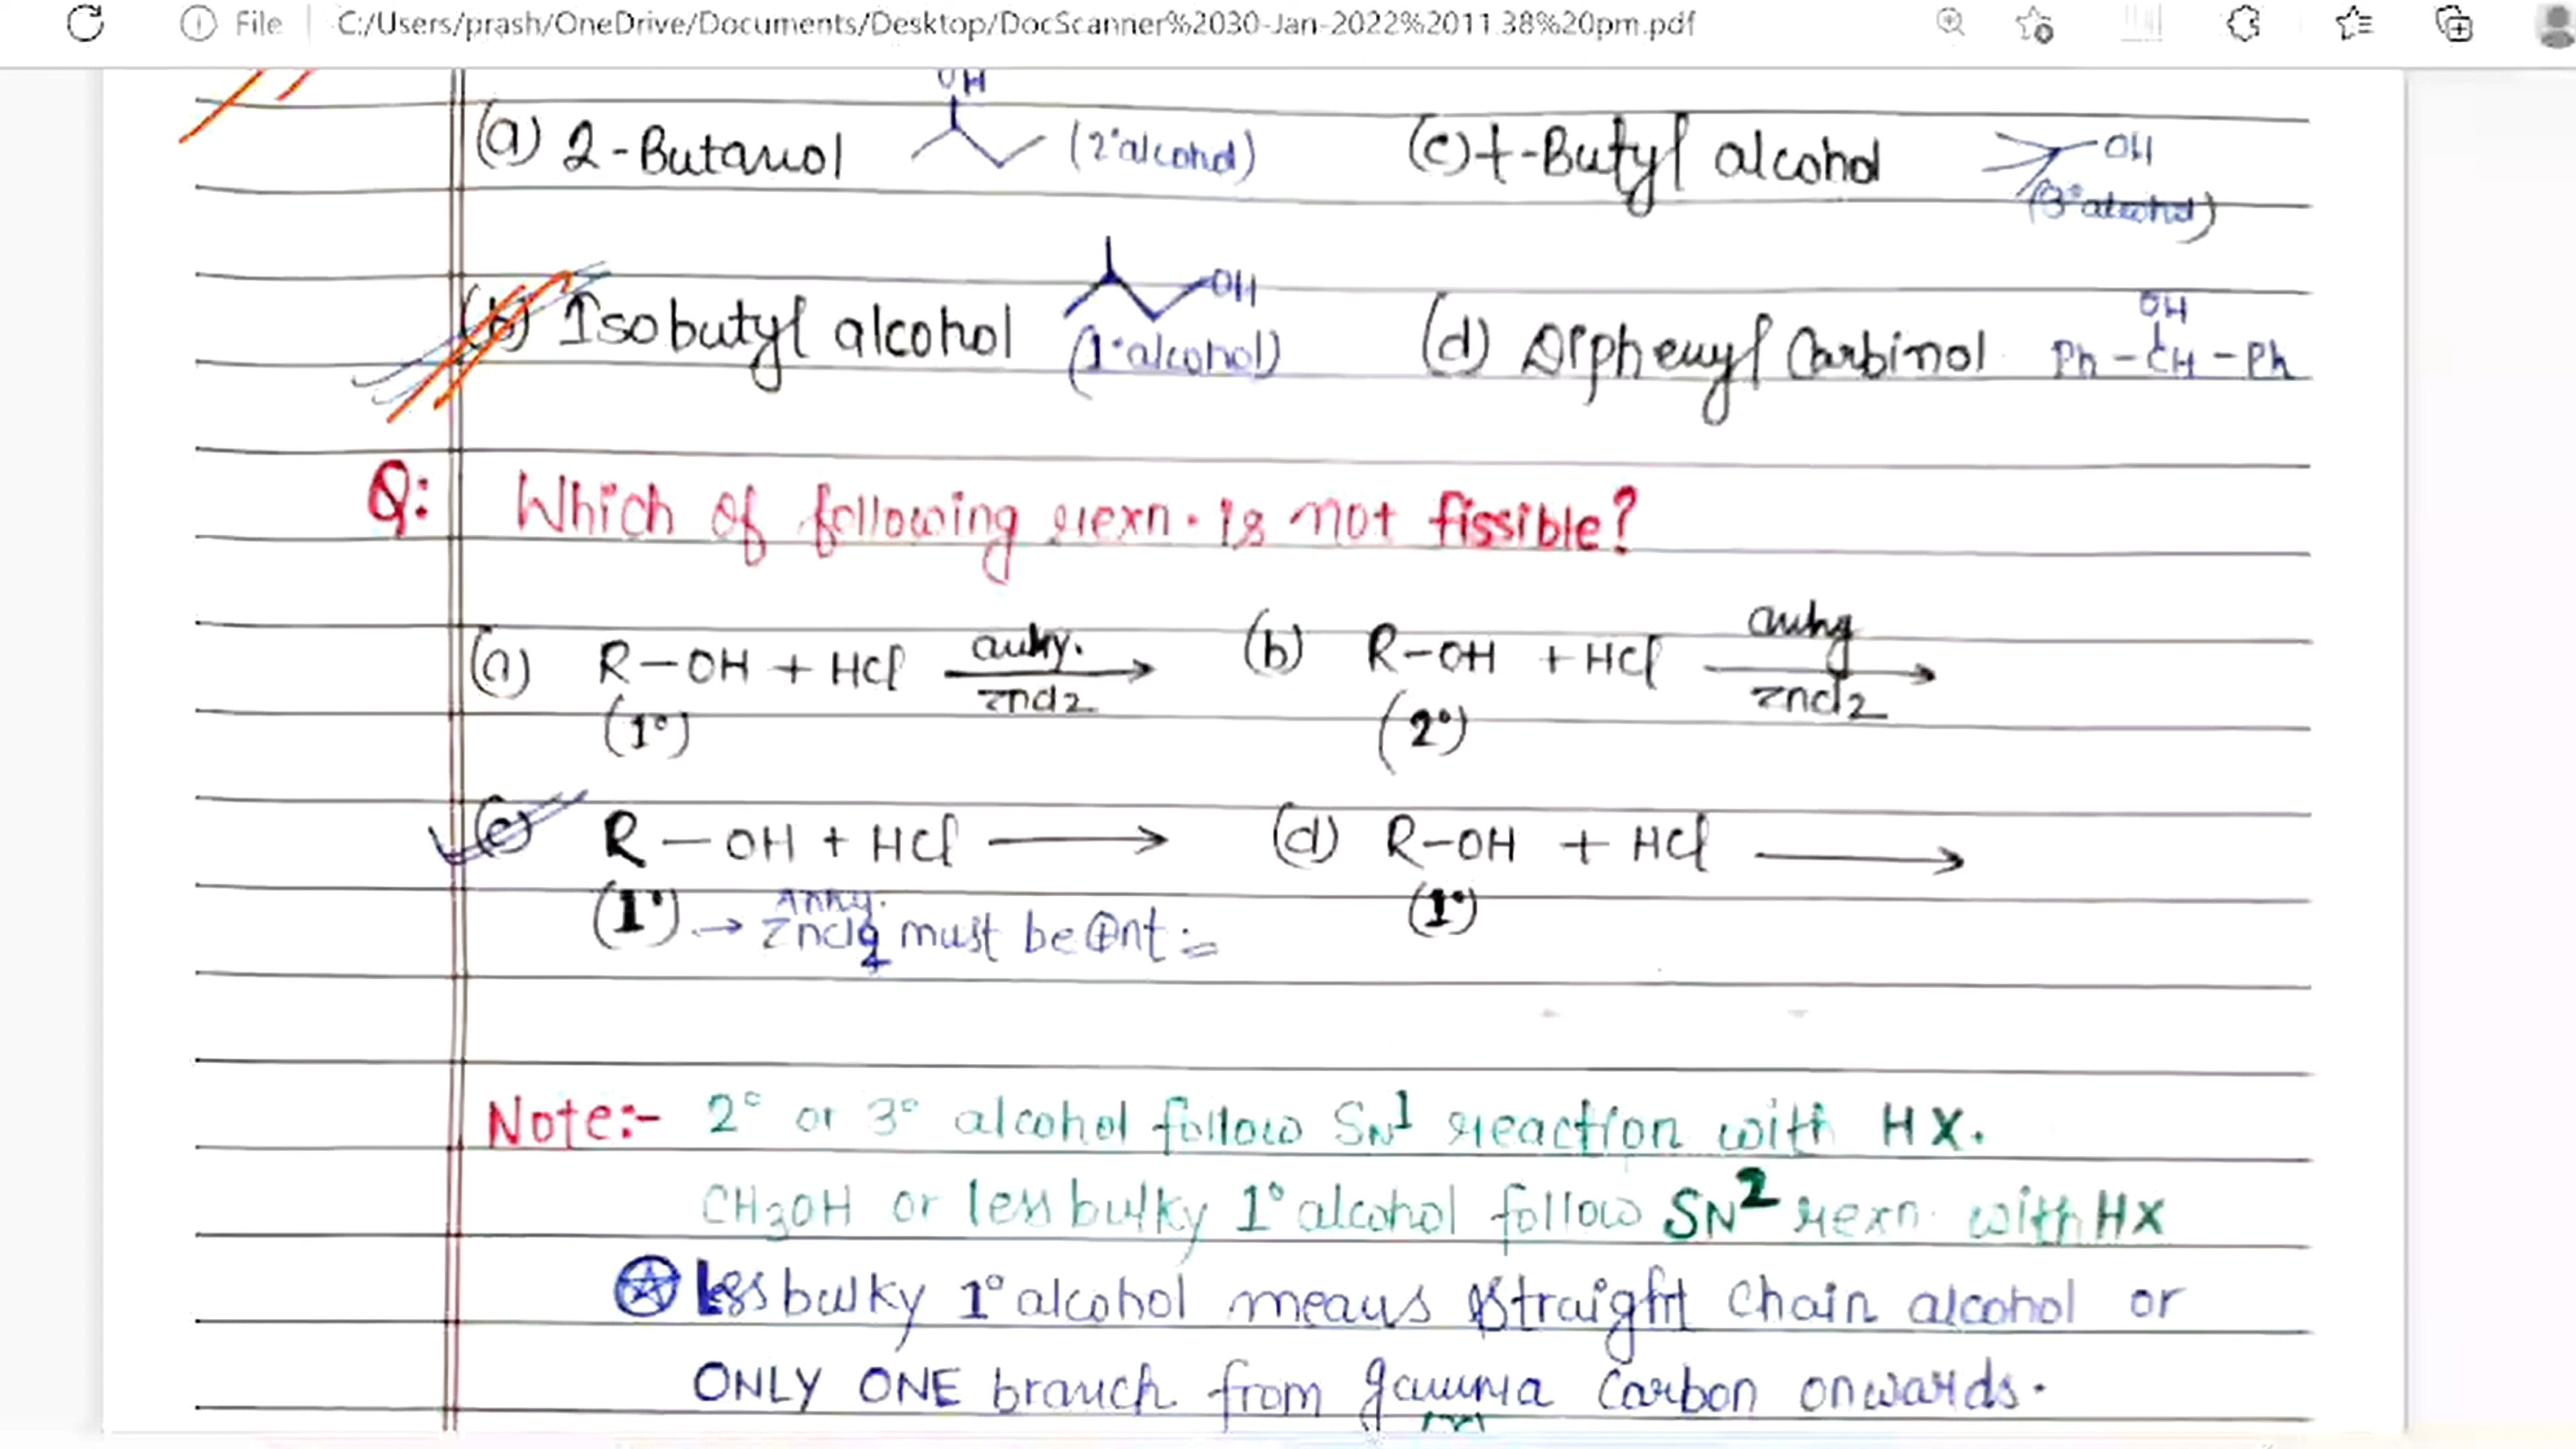 File C:/Users/prash/OneDrive/Documents/Desktop/DocScanner%2030-Jan-2022%2011.38%20pm.pdf
OH
(a) 2-Butanol (2°alcohol) (c) t-Butyl alcohol OH
(3°alcohol)
(b) Isobutyl alcohol OH (d) Diphenyl Carbinol Ph-CH-Ph
(1°alcohol) OH
Q: Which of following rexn. is not fissible?
(a) R-OH + HCl anhy. ZnCl2 (b) R-OH + HCl anhy ZnCl2
(1°) (2°)
(c) R-OH + HCl ⟶ (d) R-OH + HCl ⟶
(1°) → Anhy. ZnCl2 must be ⊕nt := (1°)
Note:- 2° or 3° alcohol follow SN1 reaction with HX.
CH3OH or less bulky 1° alcohol follow SN2 rexn. with HX
Less bulky 1° alcohol means straight chain alcohol or
ONLY ONE branch from gamma carbon onwards.